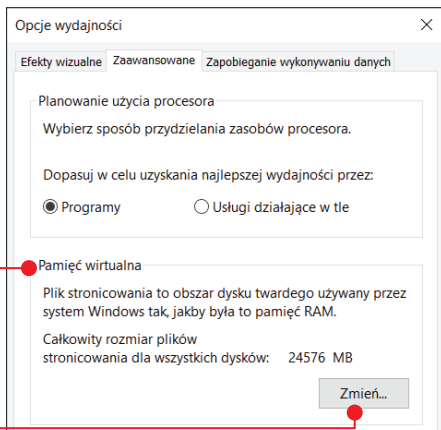 Opcje wydajności
Efekty wizualne Zaawansowane Zapobieganie wykonywaniu danych
Planowanie użycia procesora
Wybierz sposób przydzielania zasobów procesora.
Dopasuj w celu uzyskania najlepszej wydajności przez:
Programy Usługi działające w tle
Pamięć wirtualna
Plik stronicowania to obszar dysku twardego używany przez
system Windows tak, jakby była to pamięć RAM.
Całkowity rozmiar plików
stronicowania dla wszystkich dysków: 24576 MB
Zmień...